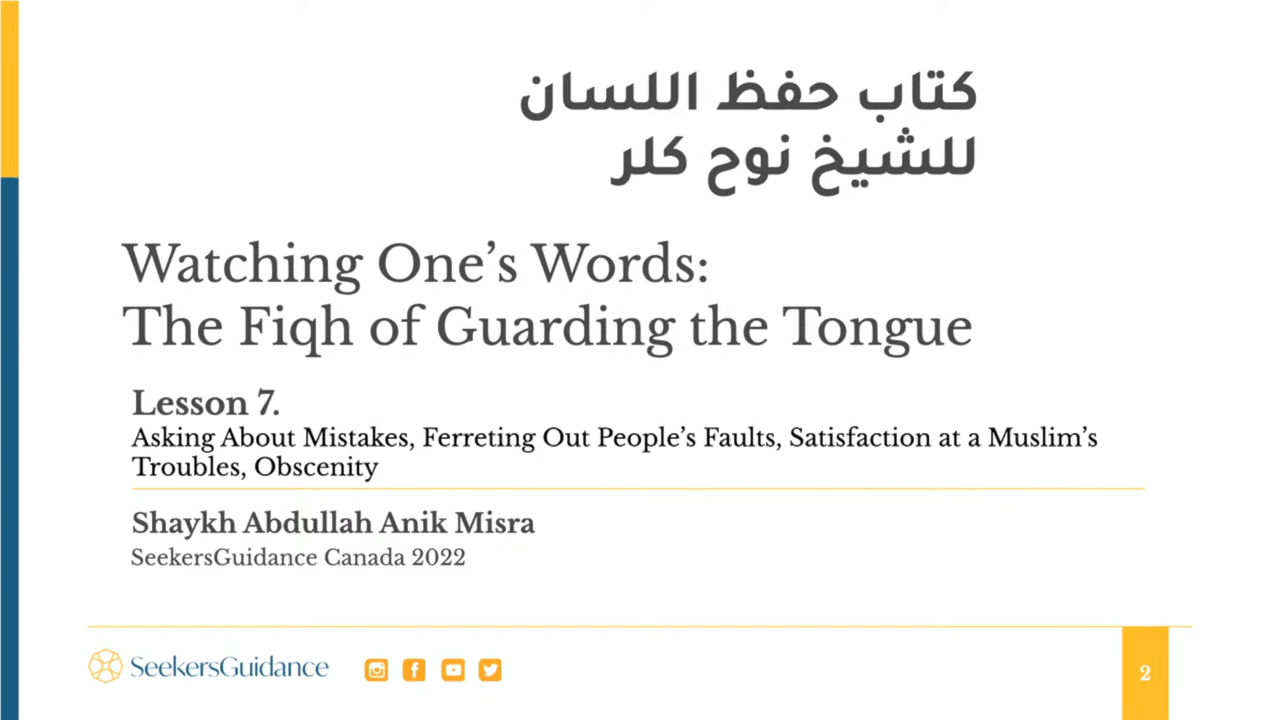 كتاب حفظ اللسان
للشيخ نوح كلر
Watching One’s Words:
The Fiqh of Guarding the Tongue
Lesson 7.
Asking About Mistakes, Ferreting Out People’s Faults, Satisfaction at a Muslim’s
Troubles, Obscenity
Shaykh Abdullah Anik Misra
SeekersGuidance Canada 2022
SeekersGuidance
2